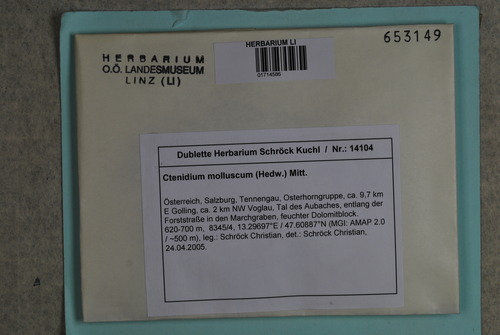 HERBARIUM
O.Ö. LANDESMUSEUM
LINZ (LI)
HERBARIUM LI
01714586
653149
Dublette Herbarium Schröck Kuchl / Nr.: 14104
Ctenidium molluscum (Hedw.) Mitt.
Österreich, Salzburg, Tennengau, Osterhorngruppe, ca. 9,7 km
E Golling, ca. 2 km NW Voglau, Tal des Aubaches, entlang der
Forststraße in den Marchgraben, feuchter Dolomitblock.
620-700 m, 8345/4, 13.29697°E / 47.60887°N (MGI: AMAP 2.0
/ ~500 m), leg.: Schröck Christian, det.: Schröck Christian,
24.04.2005.